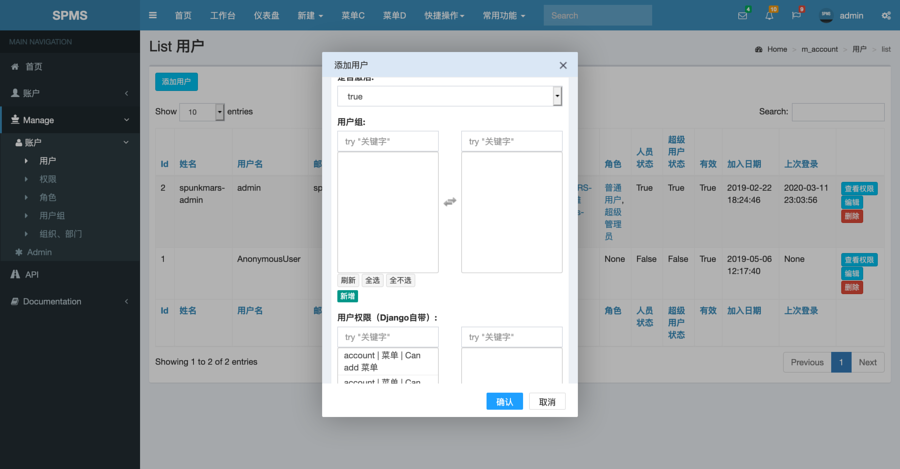 SPMS
首页 工作台 仪表盘 新建 菜单C 菜单D 快捷操作 常用功能 Search 4 10 9 admin
MAIN NAVIGATION
首页
账户
Manage
账户
用户
权限
角色
用户组
组织、部门
Admin
API
Documentation
List 用户
Home > m_account > 用户 > list
添加用户
Show 10 entries
Search:
Id 姓名 用户名 邮 角色 人员状态 超级用户状态 有效 加入日期 上次登录
2 spunkmars-admin admin sp RS- 普通用户, 超级管理员 True True True 2019-02-22 18:24:46 2020-03-11 23:03:56 查看权限
编辑
删除
1 AnonymousUser None False False True 2019-05-06 12:17:40 None 查看权限
编辑
删除
Id 姓名 用户名 邮 角色 人员状态 超级用户状态 有效 加入日期 上次登录
Showing 1 to 2 of 2 entries
Previous 1 Next
添加用户
true
用户组:
try "关键字" try "关键字"
刷新 全选 全不选
新增
用户权限（Django自带）:
try "关键字" try "关键字"
account | 菜单 | Can
add 菜单
account | 菜单 | Can
确认 取消